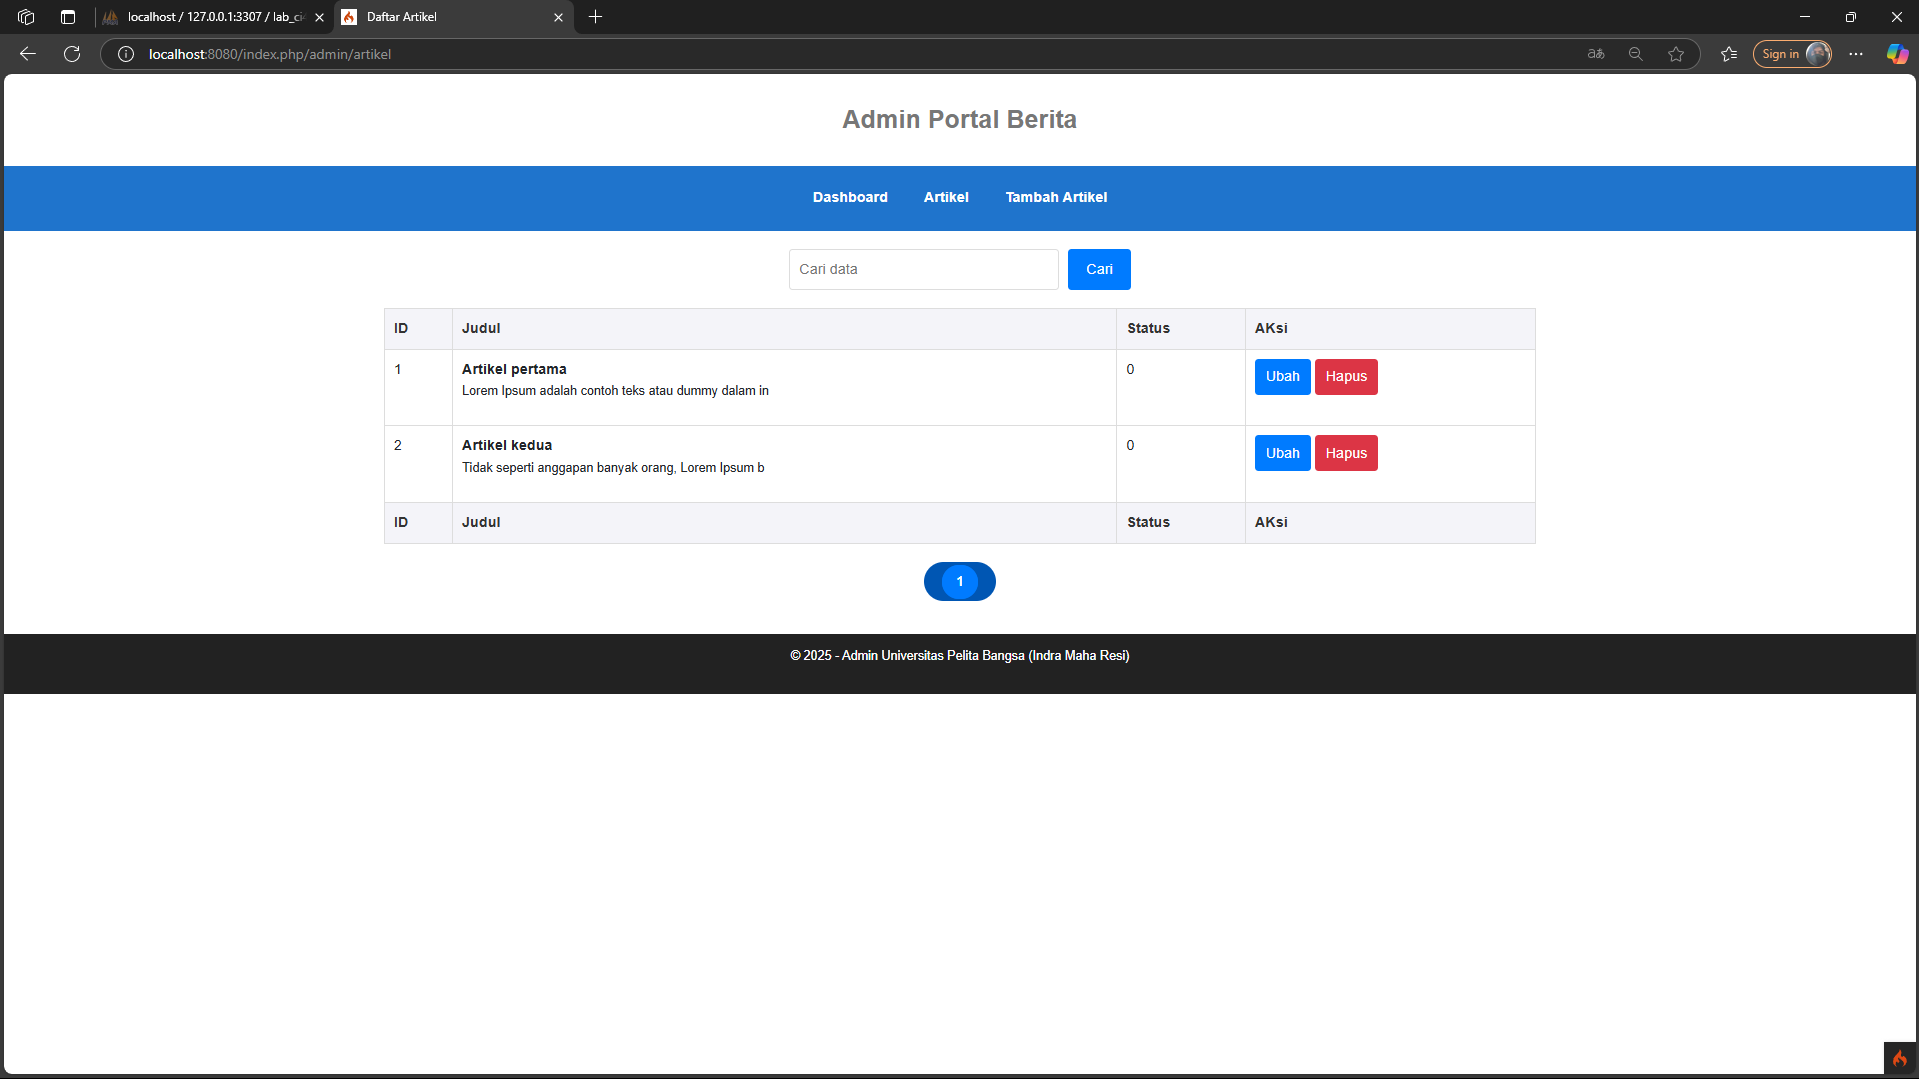 localhost / 127.0.0.1:3307 / lab_ci
Daftar Artikel
localhost:8080/index.php/admin/artikel
Sign in
Admin Portal Berita
Dashboard Artikel Tambah Artikel
Cari data Cari
ID Judul Status AKsi
1 Artikel pertama 0 Ubah Hapus
Lorem Ipsum adalah contoh teks atau dummy dalam in
2 Artikel kedua 0 Ubah Hapus
Tidak seperti anggapan banyak orang, Lorem Ipsum b
ID Judul Status AKsi
1
© 2025 - Admin Universitas Pelita Bangsa (Indra Maha Resi)